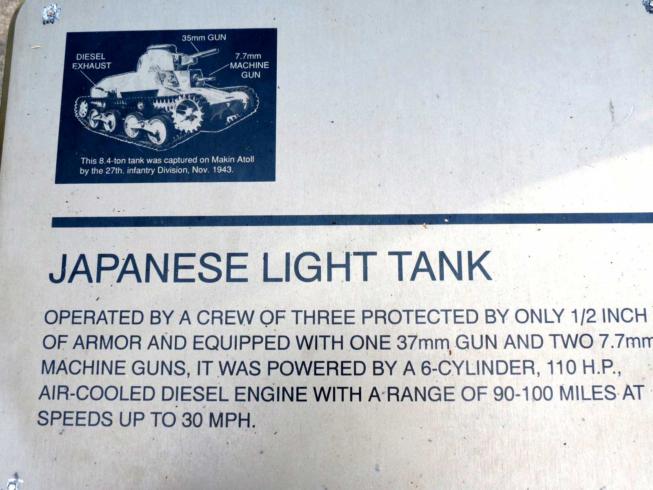 35mm GUN
DIESEL
EXHAUST
7.7mm
MACHINE
GUN
This 8.4-ton tank was captured on Makin Atoll
by the 27th. infantry Division, Nov. 1943.
JAPANESE LIGHT TANK
OPERATED BY A CREW OF THREE PROTECTED BY ONLY 1/2 INCH
OF ARMOR AND EQUIPPED WITH ONE 37mm GUN AND TWO 7.7mm
MACHINE GUNS, IT WAS POWERED BY A 6-CYLINDER, 110 H.P.,
AIR-COOLED DIESEL ENGINE WITH A RANGE OF 90-100 MILES AT
SPEEDS UP TO 30 MPH.